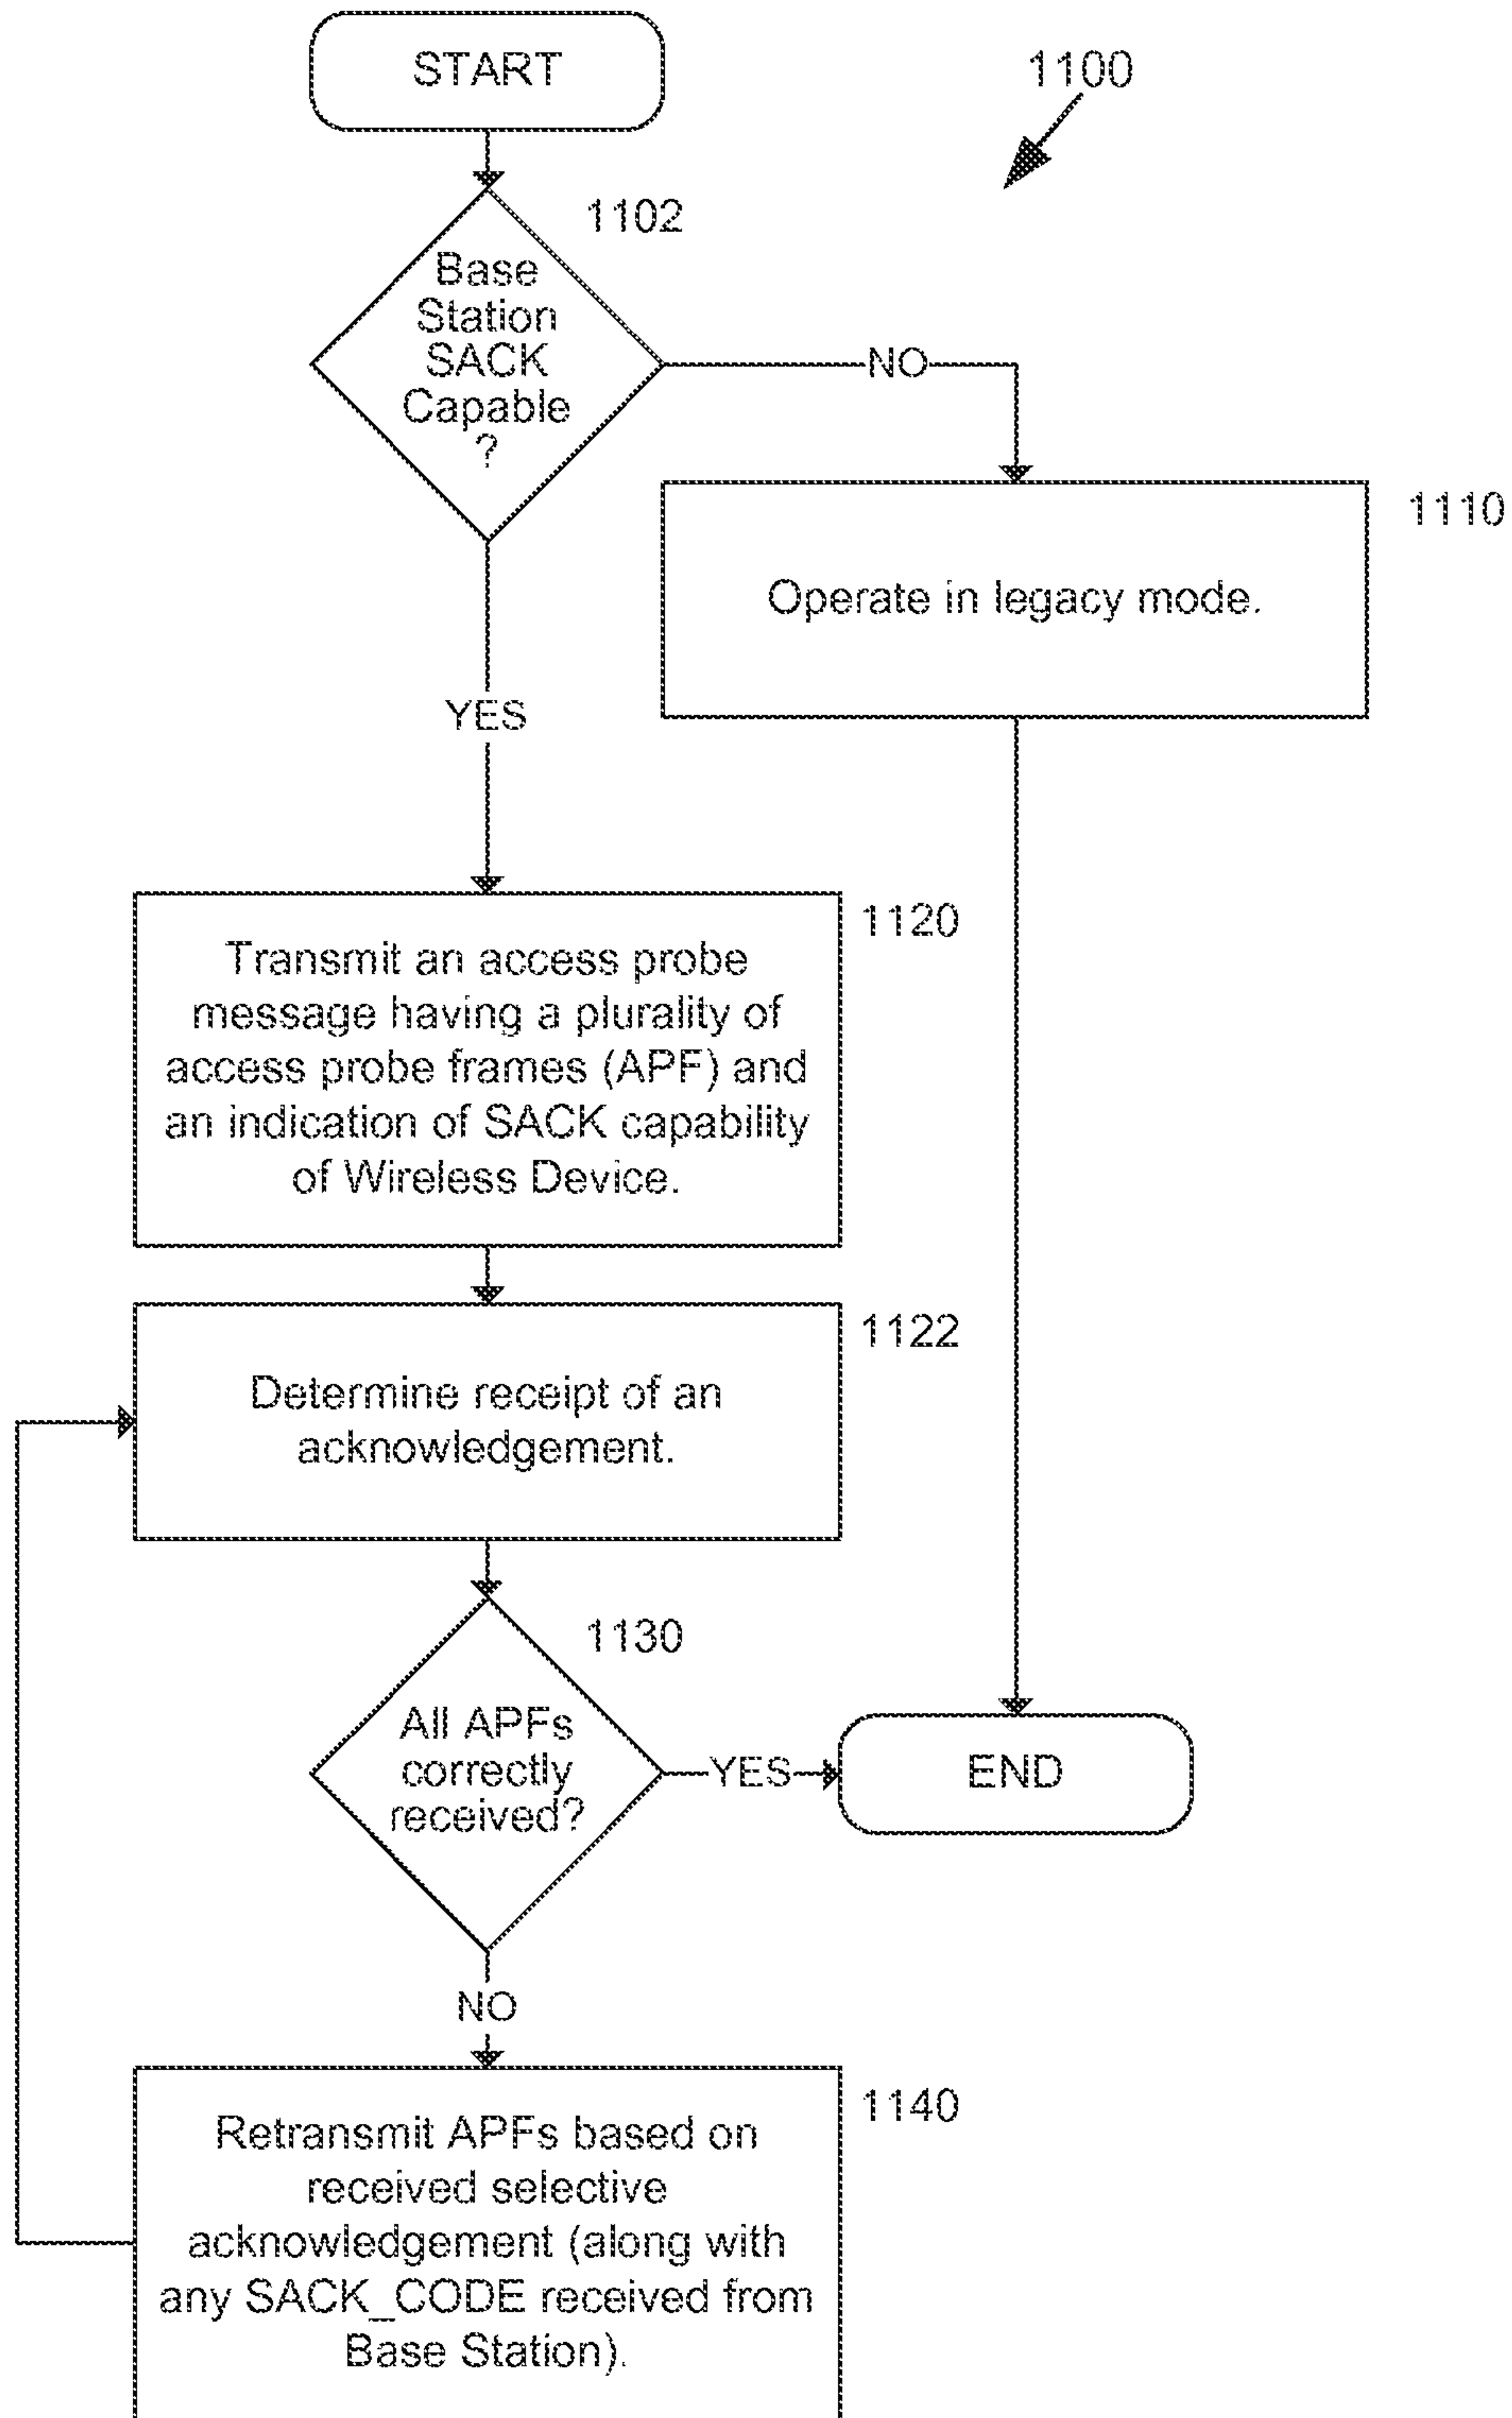 START
1100
1102
Base
Station
SACK
Capable
?
NO
1110
Operate in legacy mode.
YES
1120
Transmit an access probe
message having a plurality of
access probe frames (APF) and
an indication of SACK capability
of Wireless Device.
1122
Determine receipt of an
acknowledgement.
1130
All APFs
correctly
received?
YES
END
NO
1140
Retransmit APFs based on
received selective
acknowledgement (along with
any SACK_CODE received from
Base Station).